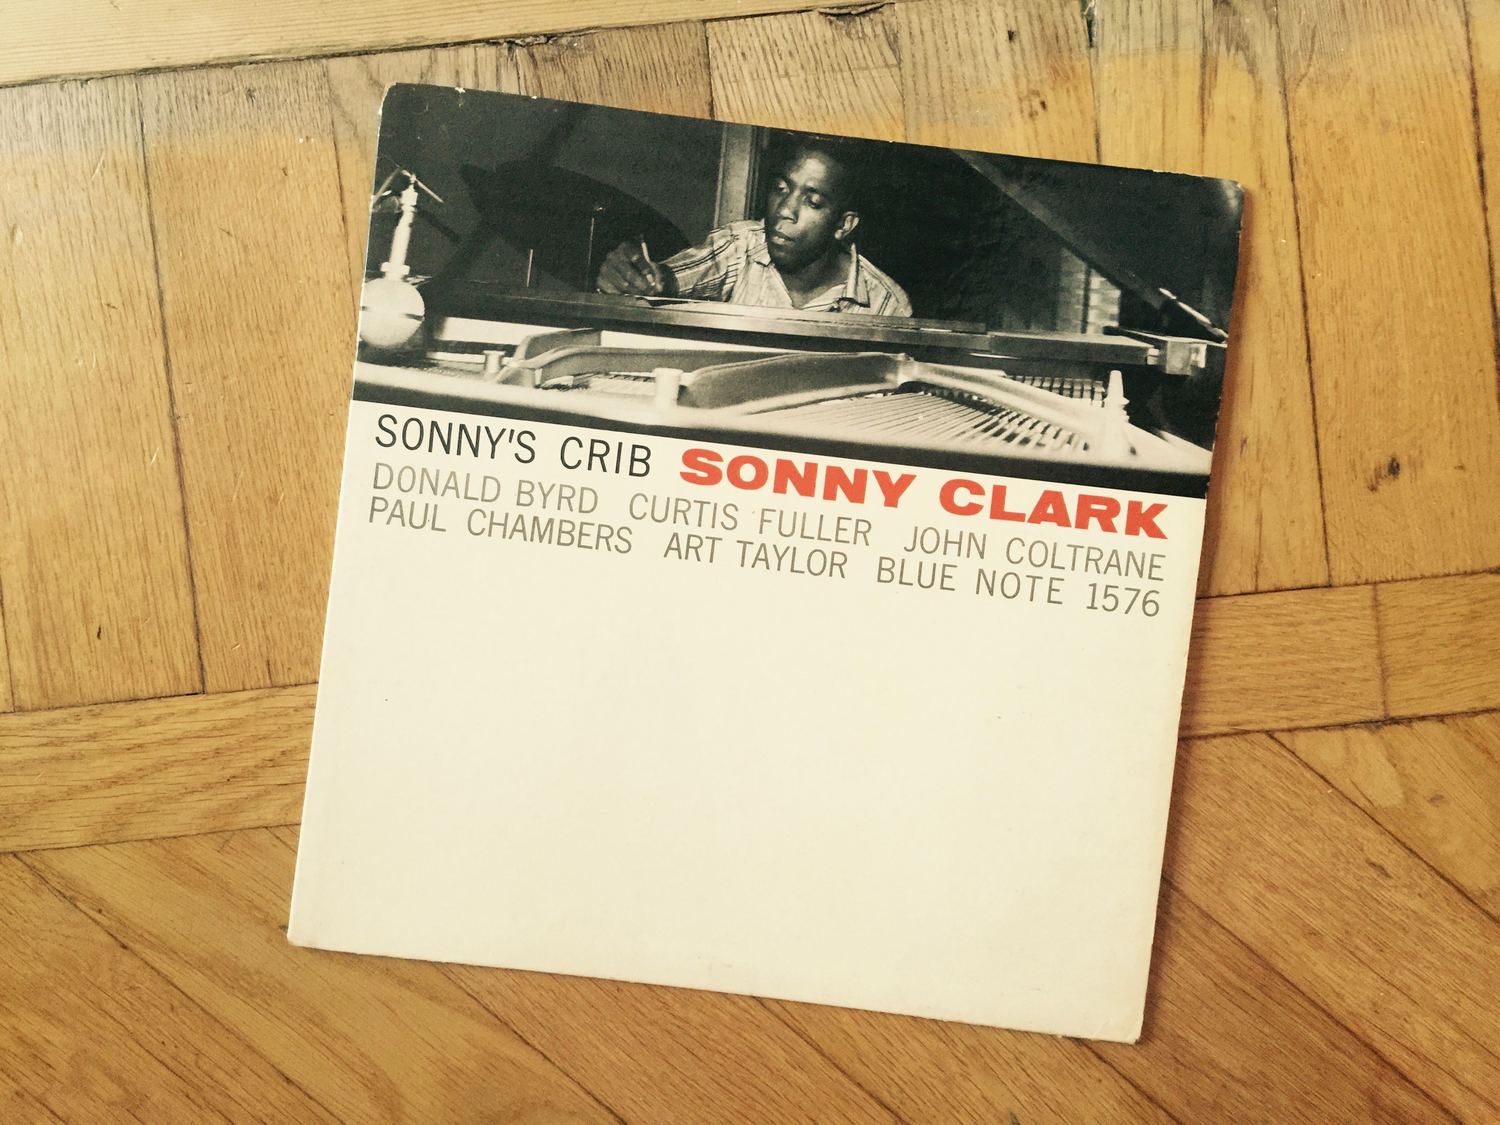 SONNY'S CRIB SONNY CLARK
DONALD BYRD CURTIS FULLER JOHN COLTRANE
PAUL CHAMBERS ART TAYLOR BLUE NOTE 1576